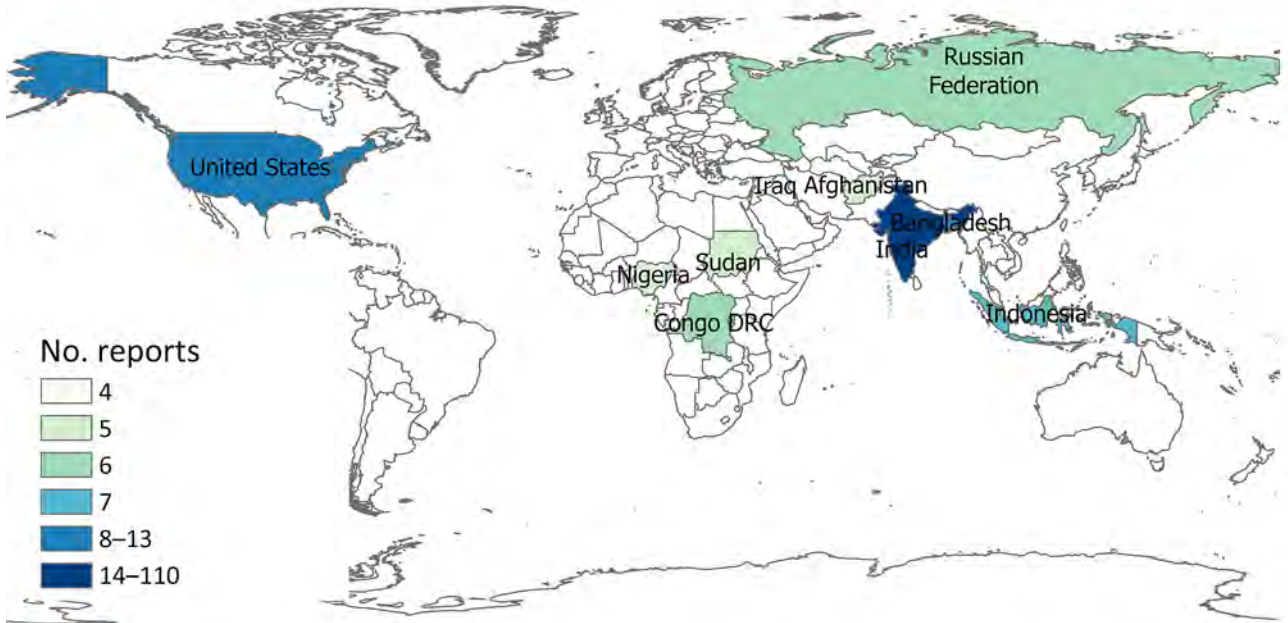 Russian
Federation
United States
Iraq Afghanistan
Bangladesh
India
Sudan
Nigeria
Congo DRC
Indonesia
No. reports
4
5
6
7
8–13
14–110